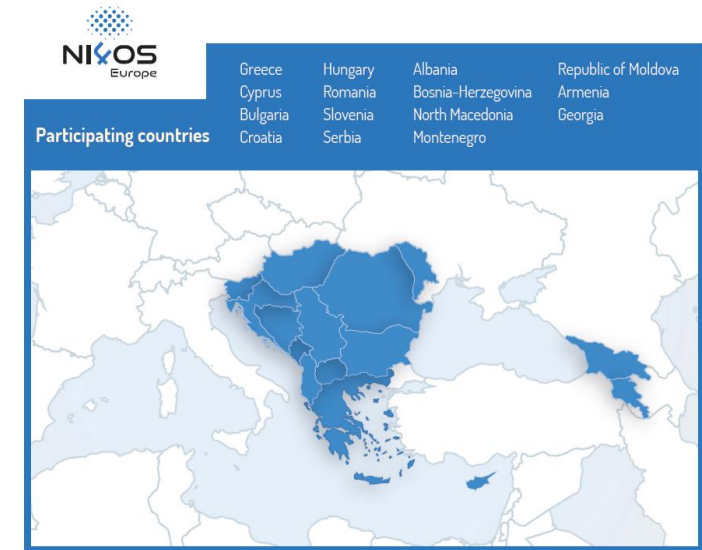 NI4OS
Europe
Participating countries
Greece
Cyprus
Bulgaria
Croatia
Hungary
Romania
Slovenia
Serbia
Albania
Bosnia-Herzegovina
North Macedonia
Montenegro
Republic of Moldova
Armenia
Georgia